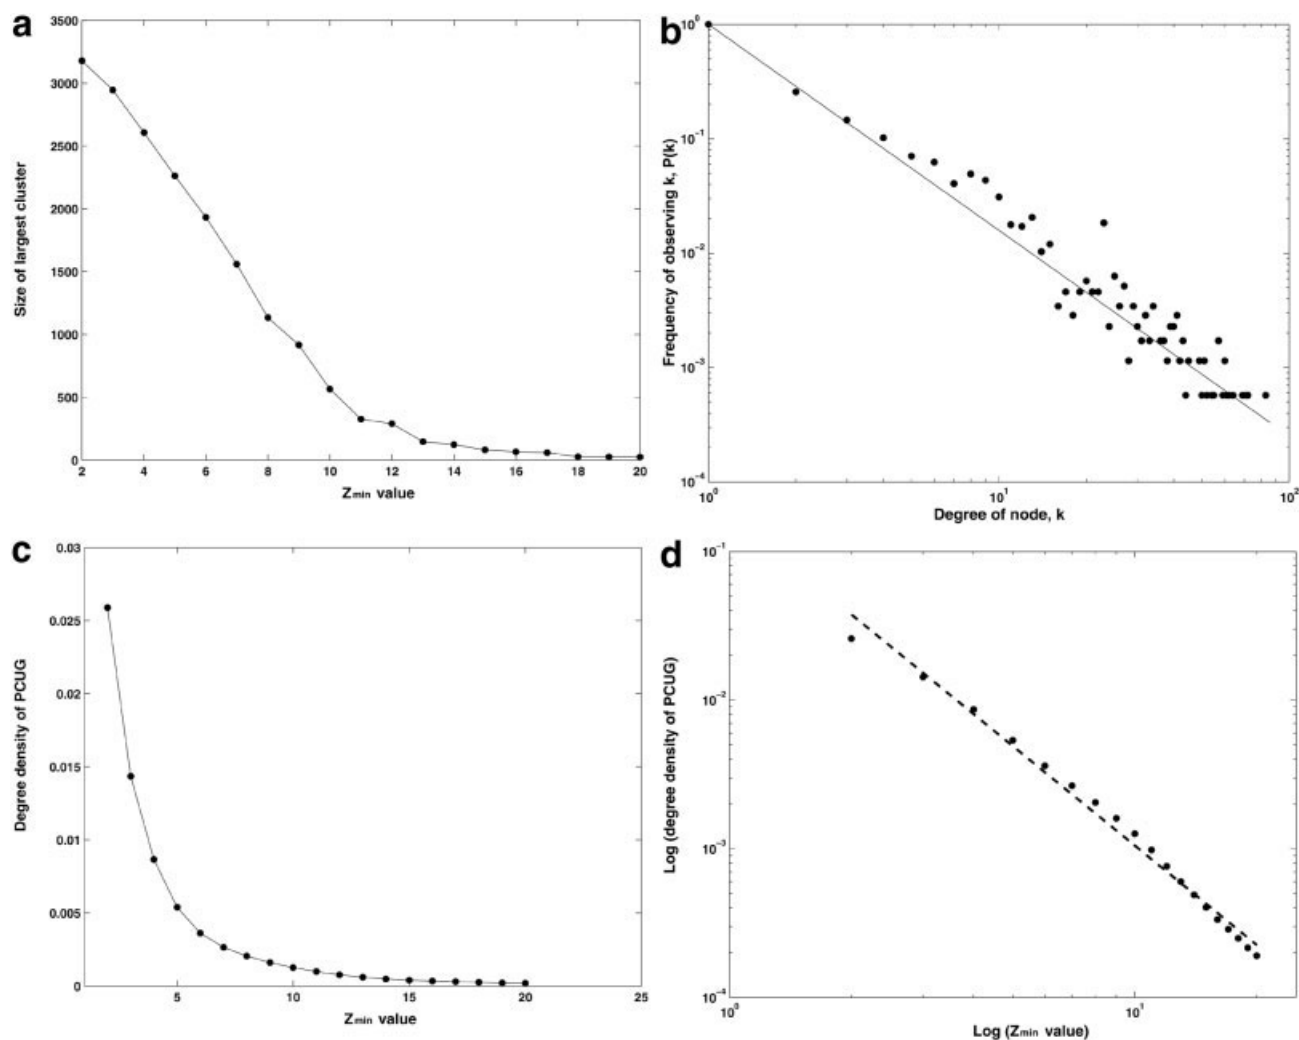 a
3500
3000
2500
2000
1500
1000
500
0
Size of largest cluster
2 4 6 8 10 12 14 16 18 20
Zmin value
b
10^0
10^-1
10^-2
10^-3
10^-4
Frequency of observing k, P(k)
10^0 10^1 10^2
Degree of node, k
c
0.03
0.025
0.02
0.015
0.01
0.005
0
Degree density of PCUG
5 10 15 20 25
Zmin value
d
10^-1
10^-2
10^-3
10^-4
Log (degree density of PCUG)
10^0 10^1
Log (Zmin value)